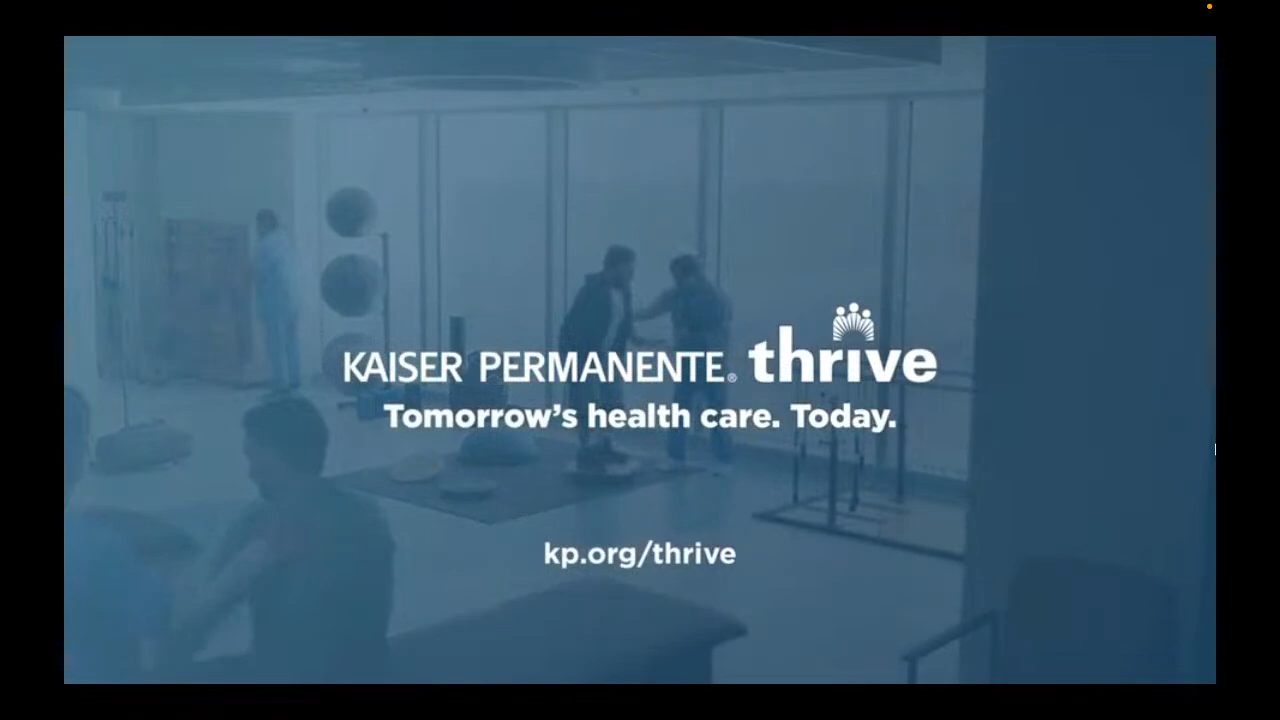 KAISER PERMANENTE® thrive
Tomorrow's health care. Today.
kp.org/thrive